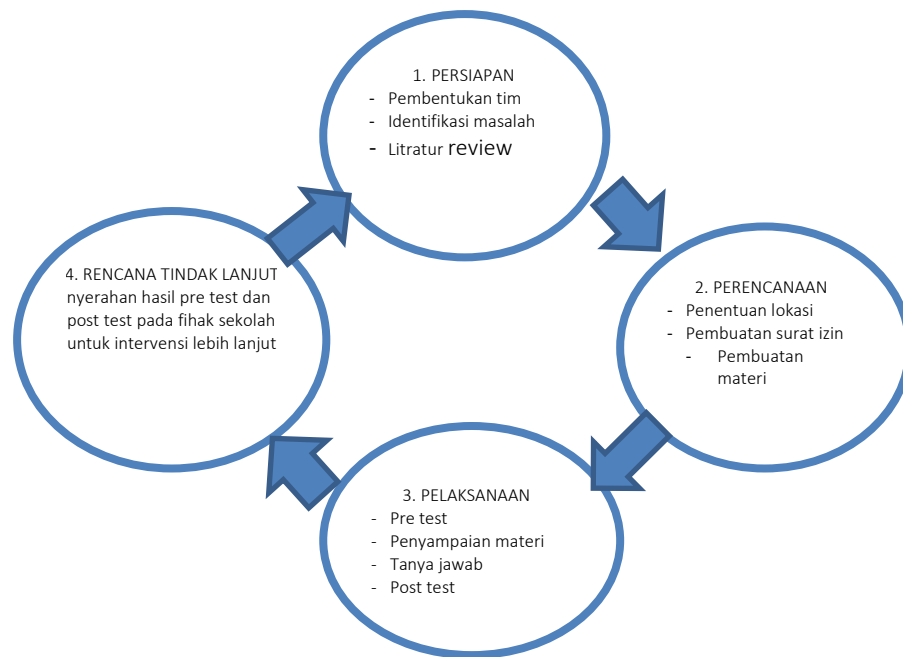 1. PERSIAPAN
- Pembentukan tim
- Identifikasi masalah
- Litratur review
2. PERENCANAAN
- Penentuan lokasi
- Pembuatan surat izin
- Pembuatan
materi
3. PELAKSANAAN
- Pre test
- Penyampaian materi
- Tanya jawab
- Post test
4. RENCANA TINDAK LANJUT
nyerahan hasil pre test dan
post test pada fihak sekolah
untuk intervensi lebih lanjut